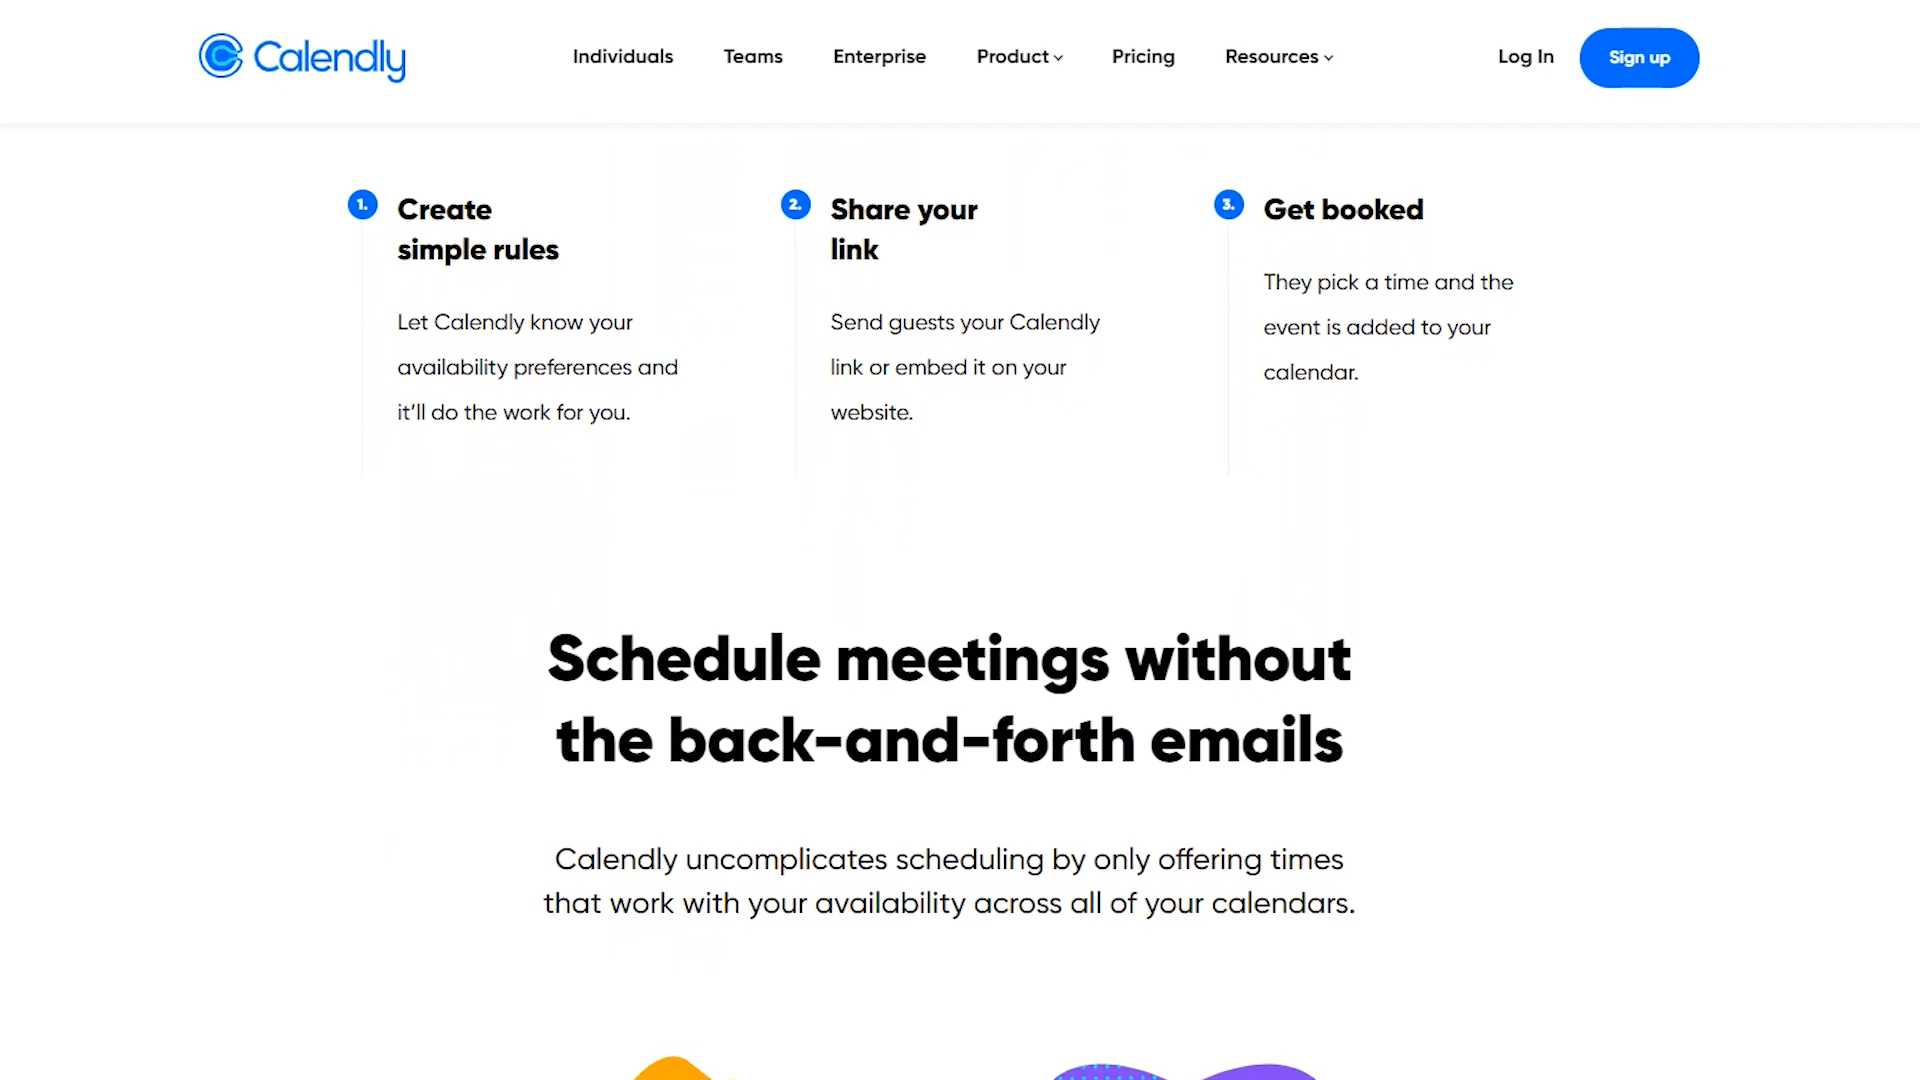 Calendly
Individuals
Teams
Enterprise
Product
Pricing
Resources
Log In
Sign up
1.
Create
simple rules
Let Calendly know your
availability preferences and
it’ll do the work for you.
2.
Share your
link
Send guests your Calendly
link or embed it on your
website.
3.
Get booked
They pick a time and the
event is added to your
calendar.
Schedule meetings without
the back-and-forth emails
Calendly uncomplicates scheduling by only offering times
that work with your availability across all of your calendars.